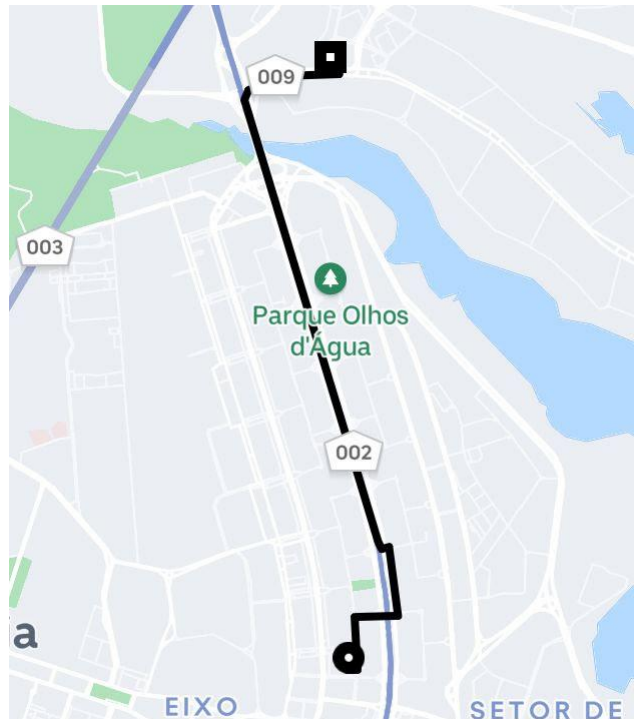 009
003
Parque Olhos
d'Água
002
a
EIXO
SETOR DE